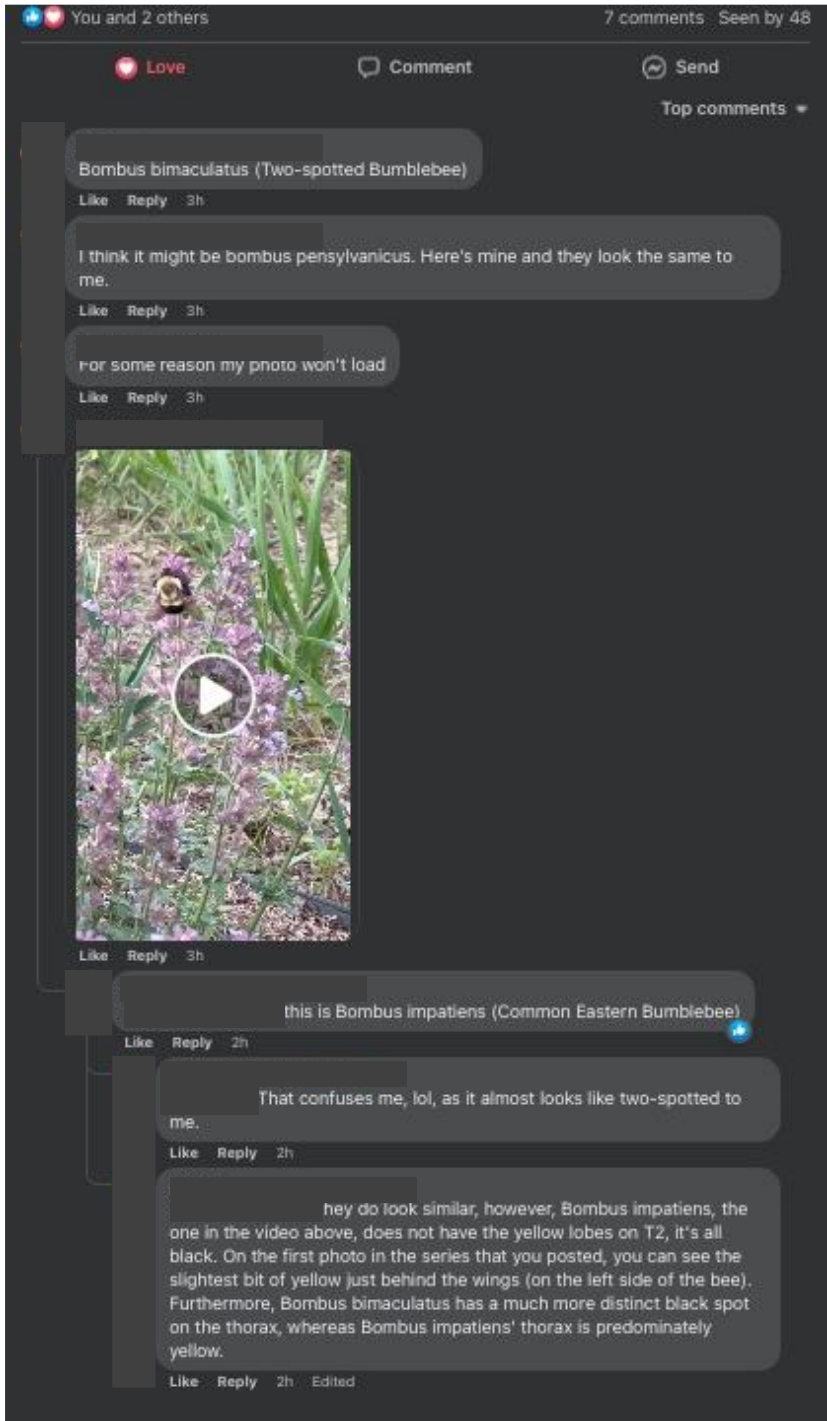 You and 2 others
7 comments Seen by 48
Love
Comment
Send
Top comments
Bombus bimaculatus (Two-spotted Bumblebee)
Like Reply 3h
I think it might be bombus pensylvanicus. Here's mine and they look the same to
me.
Like Reply 3h
For some reason my photo won't load
Like Reply 3h
Like Reply 3h
this is Bombus impatiens (Common Eastern Bumblebee)
Like Reply 2h
That confuses me, lol, as it almost looks like two-spotted to
me.
Like Reply 2h
hey do look similar, however, Bombus impatiens, the
one in the video above, does not have the yellow lobes on T2, it's all
black. On the first photo in the series that you posted, you can see the
slightest bit of yellow just behind the wings (on the left side of the bee).
Furthermore, Bombus bimaculatus has a much more distinct black spot
on the thorax, whereas Bombus impatiens' thorax is predominately
yellow.
Like Reply 2h Edited